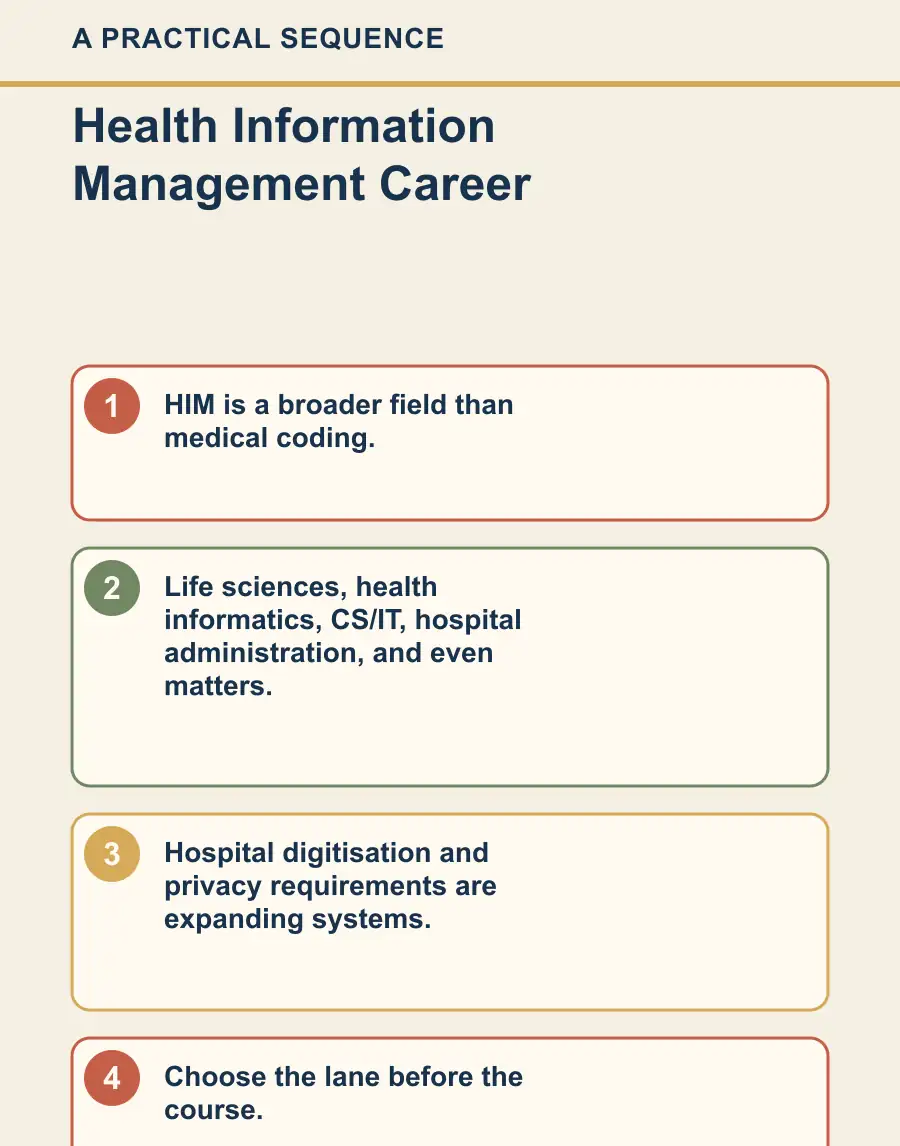 A PRACTICAL SEQUENCE
Health Information
Management Career
1
HIM is a broader field than
medical coding.
2
Life sciences, health
informatics, CS/IT, hospital
administration, and even
matters.
3
Hospital digitisation and
privacy requirements are
expanding systems.
4
Choose the lane before the
course.